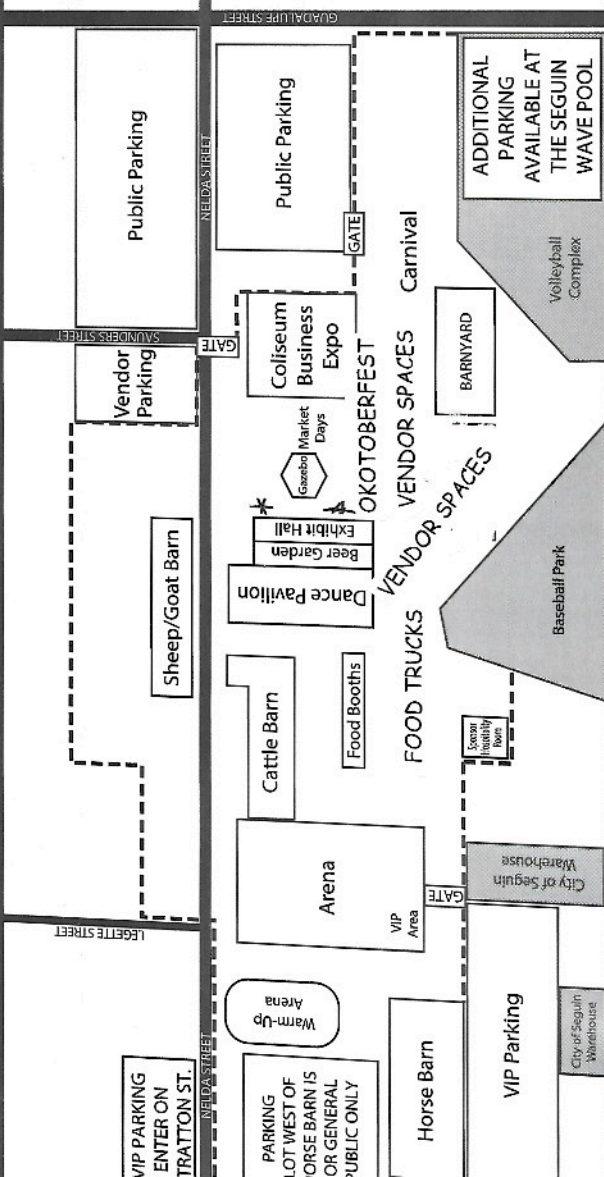 GUADALUPE STREET
Public Parking
NELDA STREET
Public Parking
GATE
ADDITIONAL
PARKING
AVAILABLE AT
THE SEGUIN
WAVE POOL
Volleyball
Complex
Carnival
SAUNDERS STREET
Vendor
Parking
GATE
Coliseum
Business
Expo
BARNYARD
Gazebo
Market
Days
OKOTOBERFEST
VENDOR SPACES
Exhibit Hall
Beer Garden
Dance Pavilion
VENDOR SPACES
Baseball Park
Sheep/Goat Barn
Cattle Barn
Food Booths
FOOD TRUCKS
Sponsor
Hospitality
Room
Arena
VIP
Area
GATE
City of Seguin
Warehouse
LEGETTE STREET
Warm-Up
Arena
VIP PARKING
ENTER ON
TRATTON ST.
NELDA STREET
PARKING
LOT WEST OF
ORSE BARN IS
OR GENERAL
PUBLIC ONLY
Horse Barn
VIP Parking
City of Seguin
Warehouse